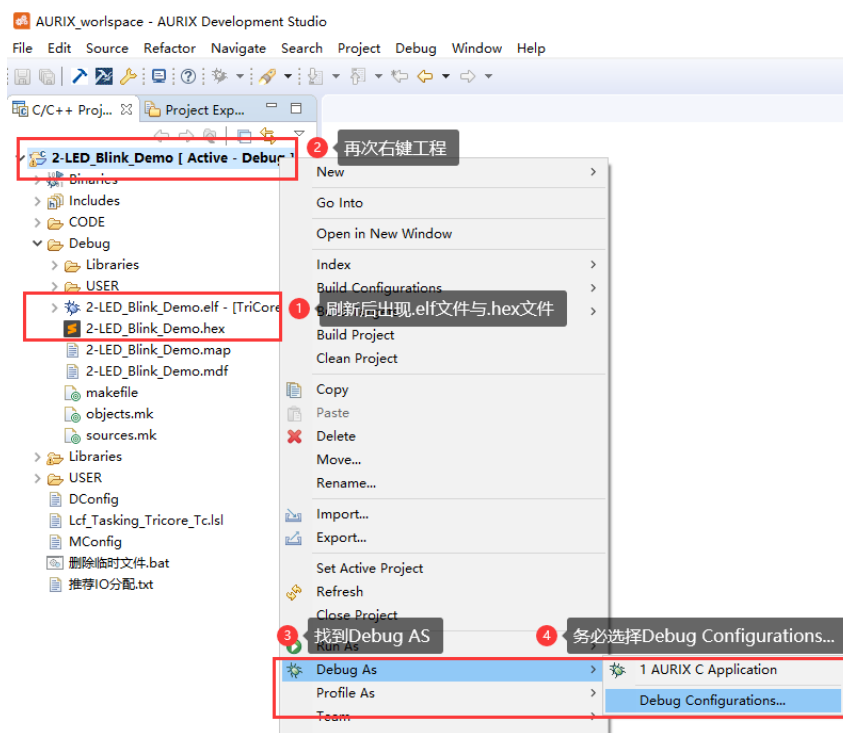 AURIX_worlspace - AURIX Development Studio
File Edit Source Refactor Navigate Search Project Debug Window Help
C/C++ Proj... Project Exp...
2-LED_Blink_Demo [ Active - Debug ]
2 再次右键工程
Binaries
Includes
CODE
Debug
Libraries
USER
2-LED_Blink_Demo.elf - [TriCore
1 刷新后出现.elf文件与.hex文件
2-LED_Blink_Demo.hex
2-LED_Blink_Demo.map
2-LED_Blink_Demo.mdf
makefile
objects.mk
sources.mk
Libraries
USER
DConfig
Lcf_Tasking_Tricore_Tc.lsl
MConfig
删除临时文件.bat
推荐IO分配.txt
New
Go Into
Open in New Window
Index
Build Configurations
Build Project
Clean Project
Copy
Paste
Delete
Move...
Rename...
Import...
Export...
Set Active Project
Refresh
Close Project
3 找到Debug AS
4 务必选择Debug Configurations...
Run As
Debug As
1 AURIX C Application
Profile As
Debug Configurations...
Team